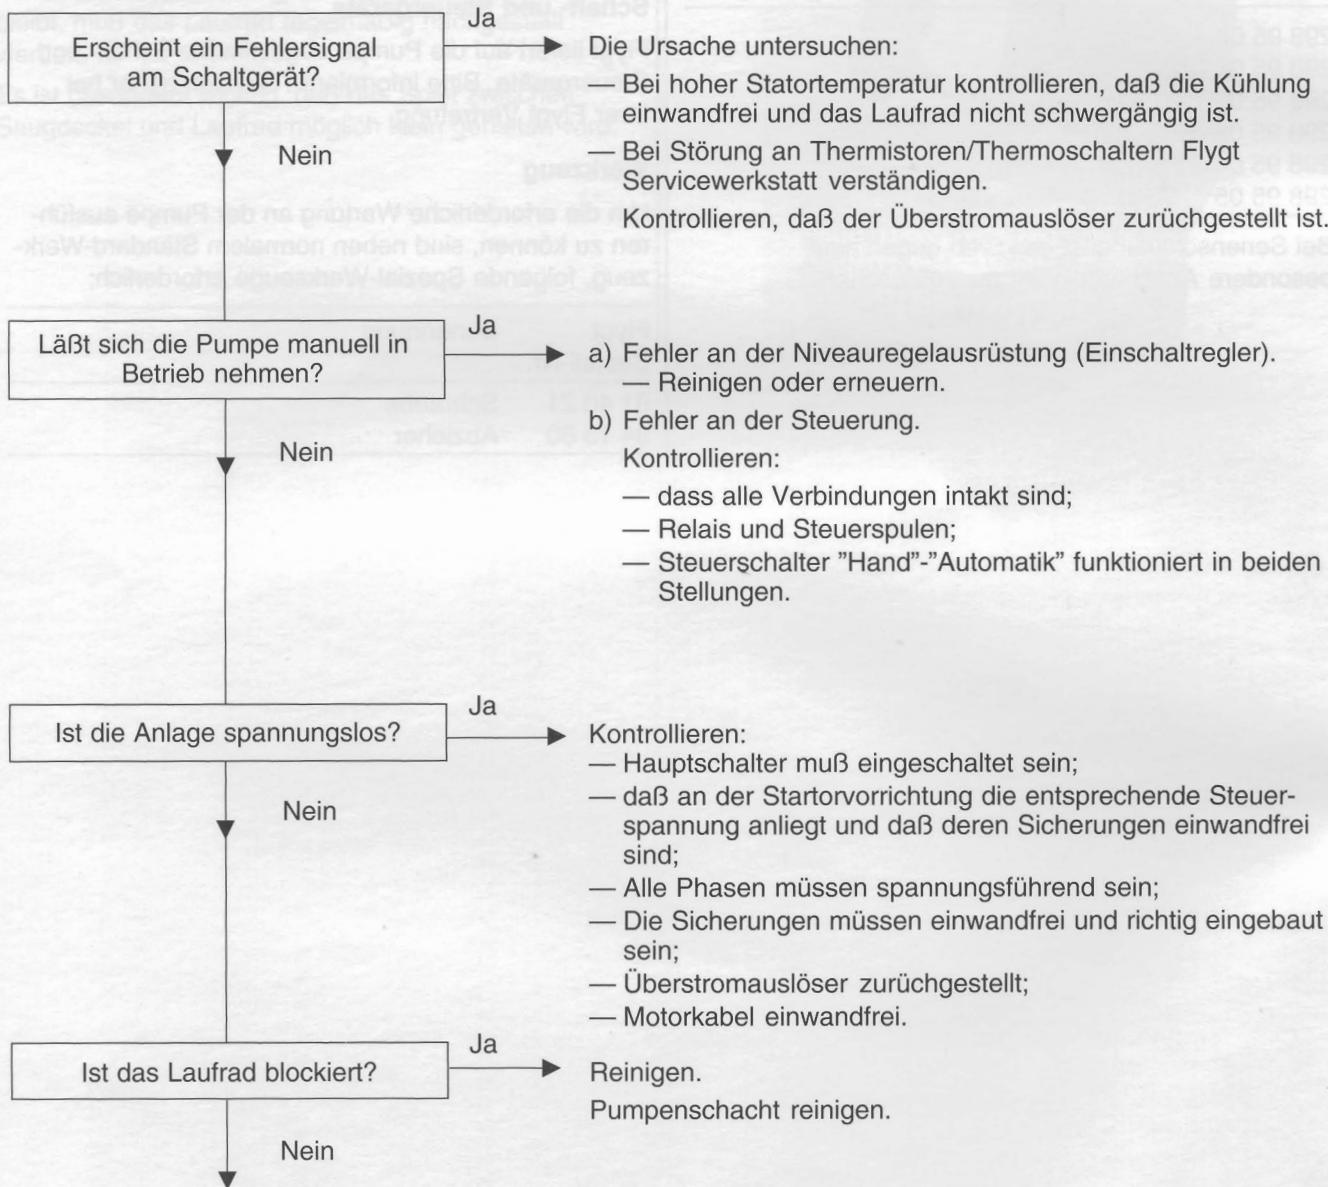 Erscheint ein Fehlersignal
am Schaltgerät?
Ja
Die Ursache untersuchen:
— Bei hoher Statortemperatur kontrollieren, daß die Kühlung
einwandfrei und das Laufrad nicht schwergängig ist.
— Bei Störung an Thermistoren/Thermoschaltern Flygt
Servicewerkstatt verständigen.
Kontrollieren, daß der Überstromauslöser zurüchgestellt ist.
Nein
Läßt sich die Pumpe manuell in
Betrieb nehmen?
Ja
a) Fehler an der Niveauregelausrüstung (Einschaltregler).
— Reinigen oder erneuern.
b) Fehler an der Steuerung.
Kontrollieren:
— dass alle Verbindungen intakt sind;
— Relais und Steuerspulen;
— Steuerschalter ”Hand”-”Automatik” funktioniert in beiden
Stellungen.
Nein
Ist die Anlage spannungslos?
Ja
Kontrollieren:
— Hauptschalter muß eingeschaltet sein;
— daß an der Startorvorrichtung die entsprechende Steuer-
spannung anliegt und daß deren Sicherungen einwandfrei
sind;
— Alle Phasen müssen spannungsführend sein;
— Die Sicherungen müssen einwandfrei und richtig eingebaut
sein;
— Überstromauslöser zurüchgestellt;
— Motorkabel einwandfrei.
Nein
Ist das Laufrad blockiert?
Ja
Reinigen.
Pumpenschacht reinigen.
Nein